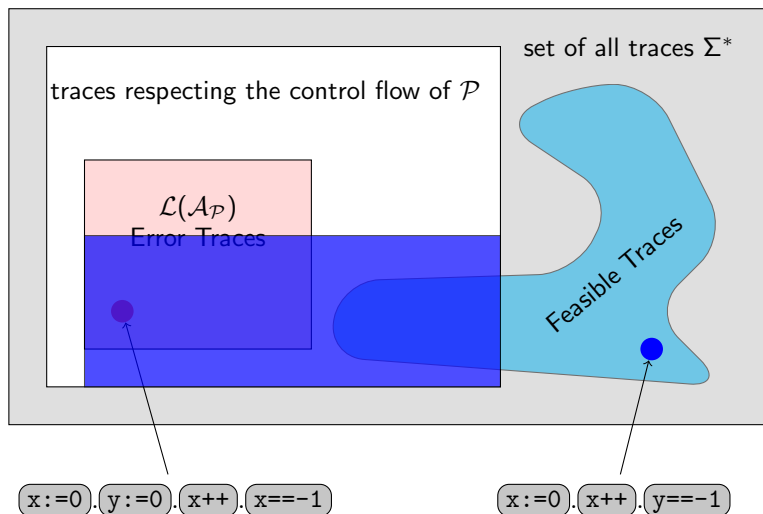 set of all traces Σ*
traces respecting the control flow of 𝒫
ℒ(𝒜_𝒫)
Error Traces
Feasible Traces
x:=0.y:=0.x++.x==-1
x:=0.x++.y==-1